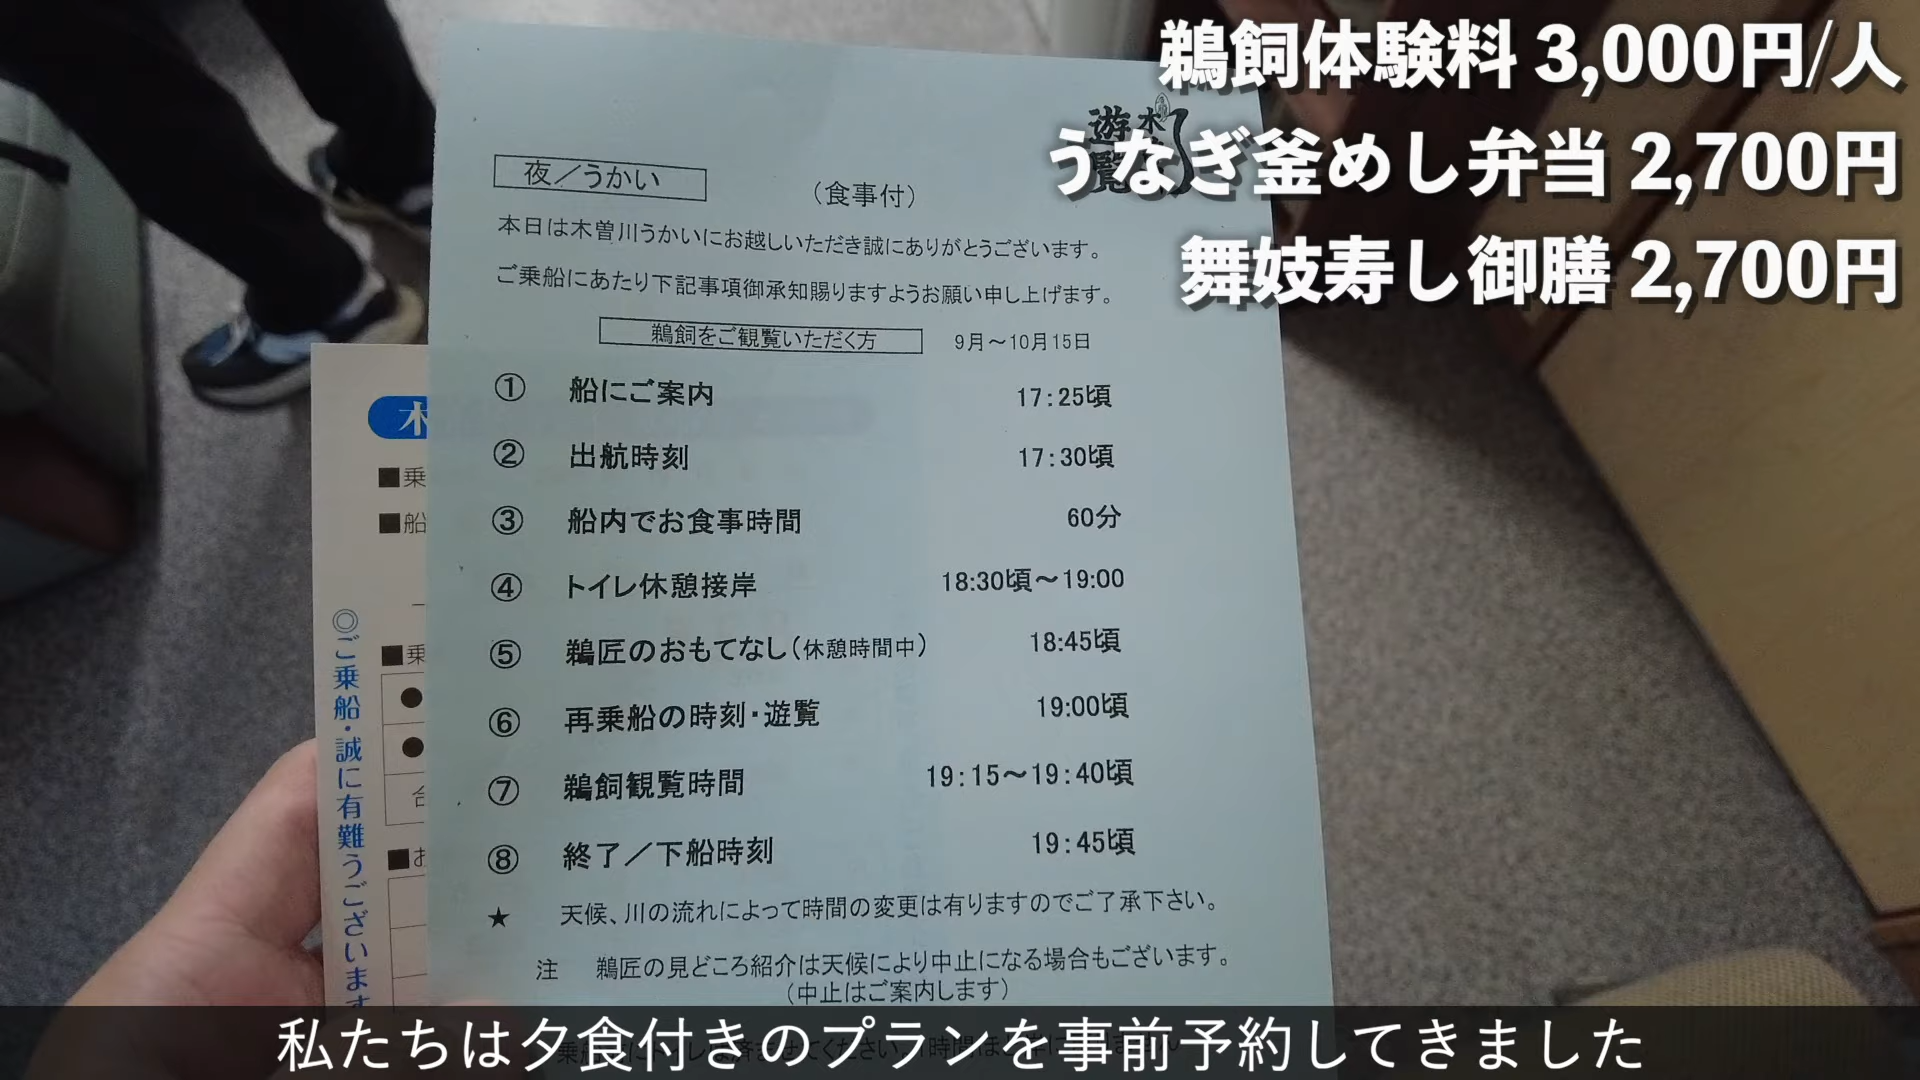 鵜飼体験料 3,000円/人
うなぎ釜めし弁当 2,700円
舞妓寿し御膳 2,700円
遊覧
夜／うかい
（食事付）
本日は木曽川うかいにお越しいただき誠にありがとうございます。
ご乗船にあたり下記事項御承知賜りますようお願い申し上げます。
鵜飼をご観覧いただく方 9月～10月15日
① 船にご案内 17:25頃
② 出航時刻 17:30頃
③ 船内でお食事時間 60分
④ トイレ休憩接岸 18:30頃～19:00
⑤ 鵜匠のおもてなし（休憩時間中） 18:45頃
⑥ 再乗船の時刻・遊覧 19:00頃
⑦ 鵜飼観覧時間 19:15～19:40頃
⑧ 終了／下船時刻 19:45頃
★ 天候、川の流れによって時間の変更は有りますのでご了承下さい。
注 鵜匠の見どころ紹介は天候により中止になる場合もございます。
（中止はご案内します）
木
■乗
■船
■乗
■お
◎ご乗船・誠に有難うございます
私たちは夕食付きのプランを事前予約してきました